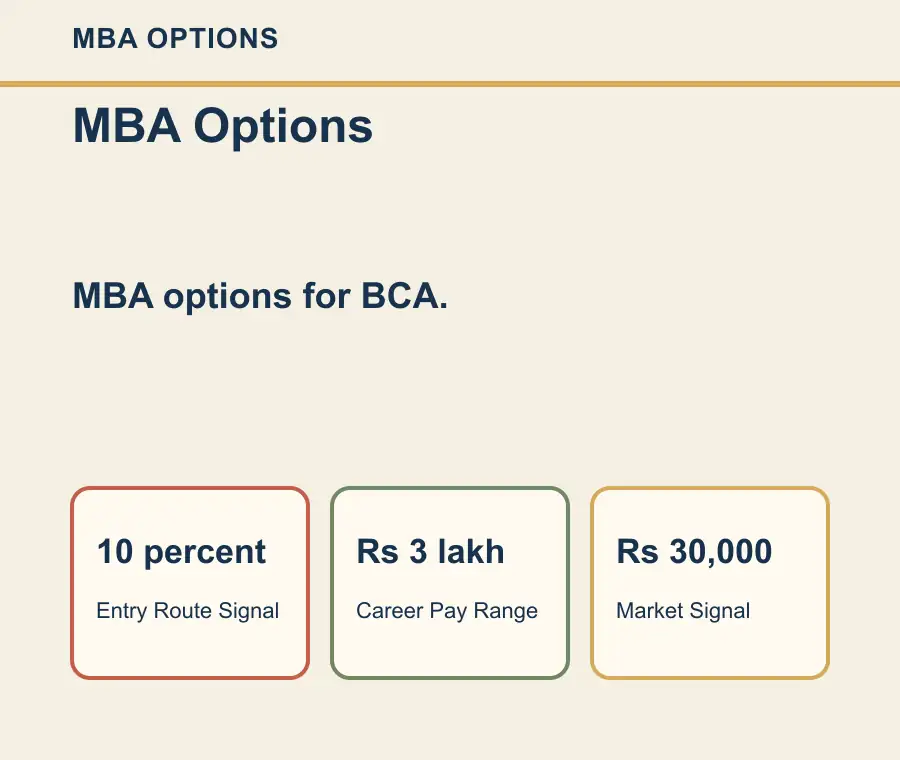 MBA OPTIONS
MBA Options
MBA options for BCA.
10 percent
Entry Route Signal
Rs 3 lakh
Career Pay Range
Rs 30,000
Market Signal